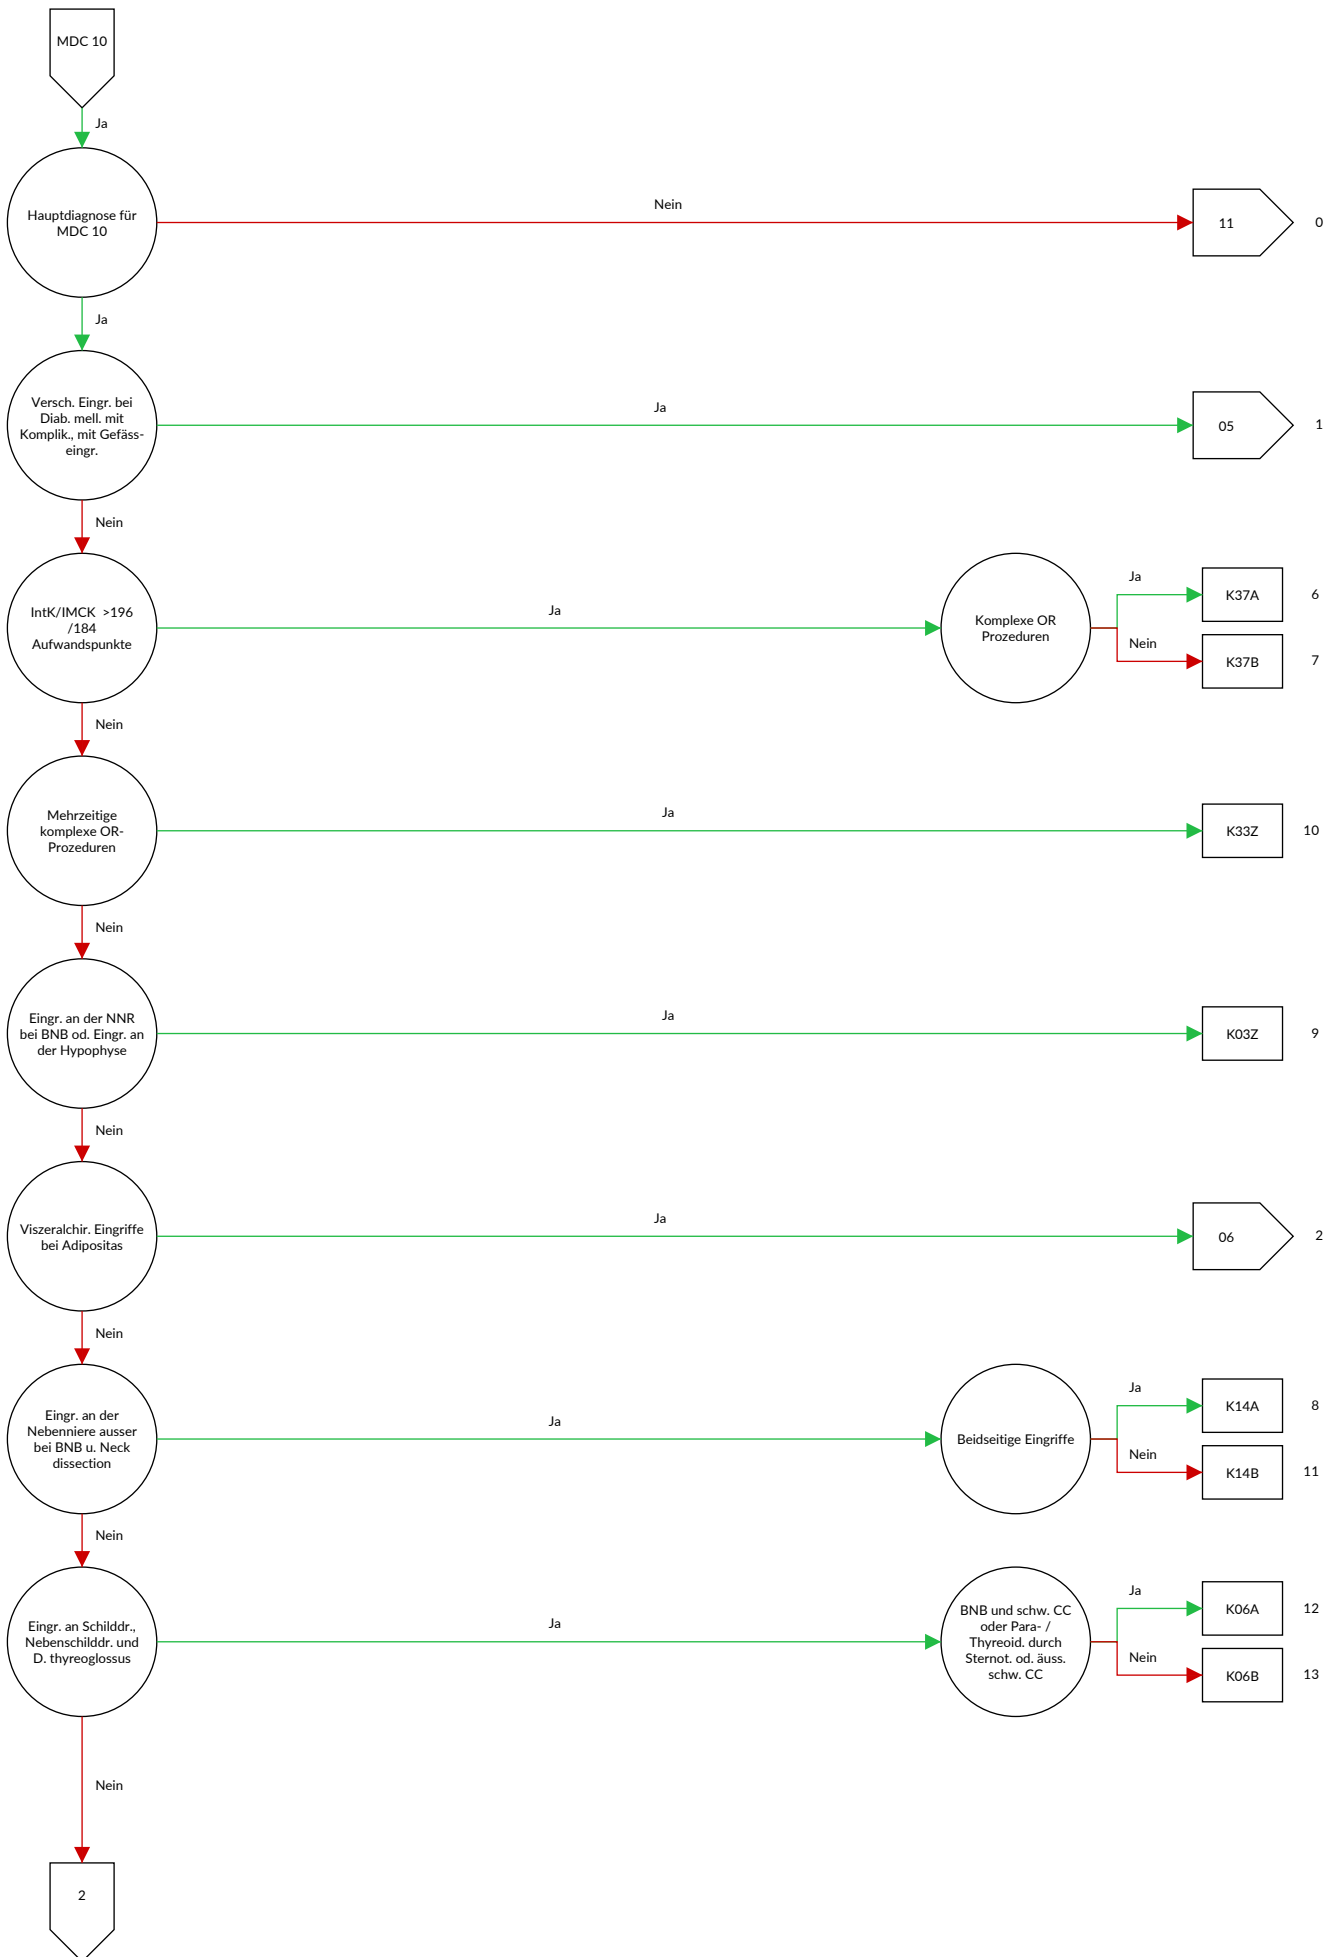 MDC 10
Ja
Hauptdiagnose für
MDC 10
Nein
11
0
Ja
Versch. Eingr. bei
Diab. mell. mit
Komplik., mit Gefäss-
eingr.
Ja
05
1
Nein
IntK/IMCK >196
/184
Aufwandspunkte
Ja
Komplexe OR
Prozeduren
Ja
K37A
6
Nein
K37B
7
Nein
Mehrzeitige
komplexe OR-
Prozeduren
Ja
K33Z
10
Nein
Eingr. an der NNR
bei BNB od. Eingr. an
der Hypophyse
Ja
K03Z
9
Nein
Viszeralchir. Eingriffe
bei Adipositas
Ja
06
2
Nein
Eingr. an der
Nebenniere ausser
bei BNB u. Neck
dissection
Ja
Beidseitige Eingriffe
Ja
K14A
8
Nein
K14B
11
Nein
Eingr. an Schilddr.,
Nebenschilddr. und
D. thyreoglossus
Ja
BNB und schw. CC
oder Para- /
Thyreoid. durch
Sternot. od. äuss.
schw. CC
Ja
K06A
12
Nein
K06B
13
Nein
2